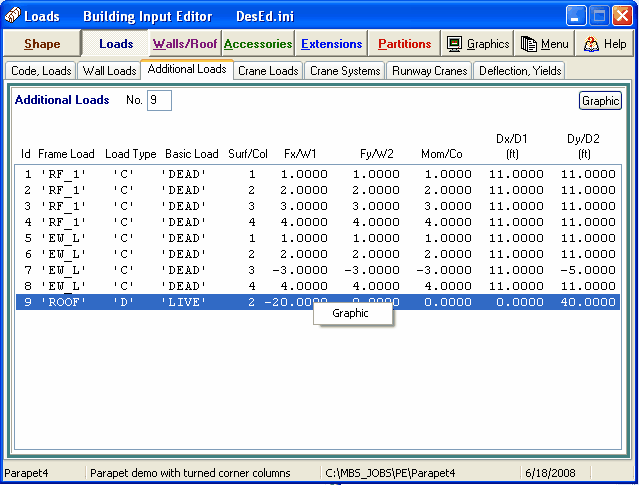 Loads Building Input Editor DesEd.ini
Shape Loads Walls/Roof Accessories Extensions Partitions Graphics Menu Help
Code, Loads Wall Loads Additional Loads Crane Loads Crane Systems Runway Cranes Deflection, Yields
Additional Loads No. 9 Graphic
Dx/D1 Dy/D2
Id Frame Load Load Type Basic Load Surf/Col Fx/W1 Fy/W2 Mom/Co (ft) (ft)
1 'RF_1' 'C' 'DEAD' 1 1.0000 1.0000 1.0000 11.0000 11.0000
2 'RF_1' 'C' 'DEAD' 2 2.0000 2.0000 2.0000 11.0000 11.0000
3 'RF_1' 'C' 'DEAD' 3 3.0000 3.0000 3.0000 11.0000 11.0000
4 'RF_1' 'C' 'DEAD' 4 4.0000 4.0000 4.0000 11.0000 11.0000
5 'EW_L' 'C' 'DEAD' 1 1.0000 1.0000 1.0000 11.0000 11.0000
6 'EW_L' 'C' 'DEAD' 2 2.0000 2.0000 2.0000 11.0000 11.0000
7 'EW_L' 'C' 'DEAD' 3 -3.0000 -3.0000 -3.0000 11.0000 -5.0000
8 'EW_L' 'C' 'DEAD' 4 4.0000 4.0000 4.0000 11.0000 11.0000
9 'ROOF' 'D' 'LIVE' 2 -20.0000 0.0000 0.0000 0.0000 40.0000
Graphic
Parapet4 Parapet demo with turned corner columns C:\MBS_JOBS\PE\Parapet4 6/18/2008